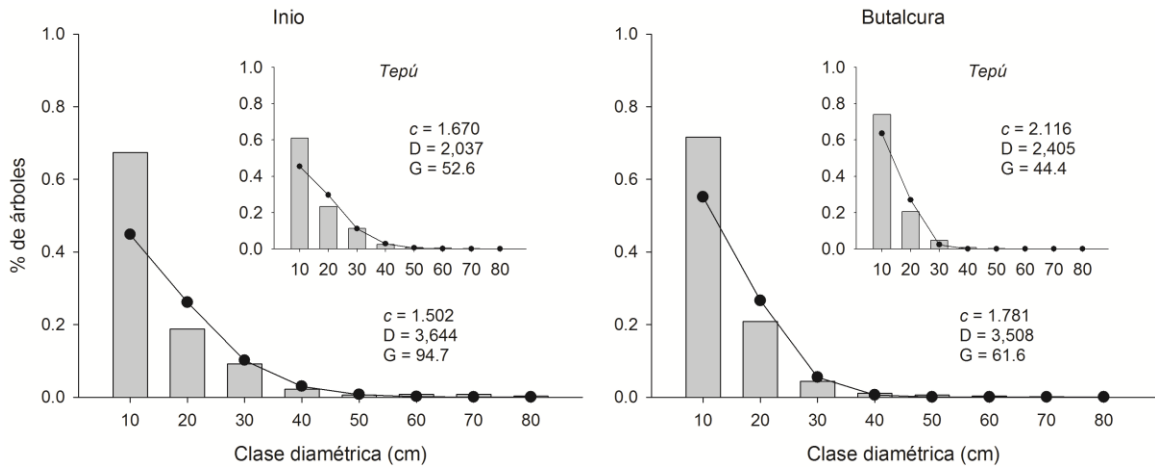 Inio
1.0
0.8
0.6
0.4
0.2
0.0
% de árboles
10 20 30 40 50 60 70 80
Clase diamétrica (cm)
c = 1.502
D = 3,644
G = 94.7
Tepú
1.0
0.8
0.6
0.4
0.2
0.0
10 20 30 40 50 60 70 80
c = 1.670
D = 2,037
G = 52.6
Butalcura
1.0
0.8
0.6
0.4
0.2
0.0
10 20 30 40 50 60 70 80
Clase diamétrica (cm)
c = 1.781
D = 3,508
G = 61.6
Tepú
1.0
0.8
0.6
0.4
0.2
0.0
10 20 30 40 50 60 70 80
c = 2.116
D = 2,405
G = 44.4